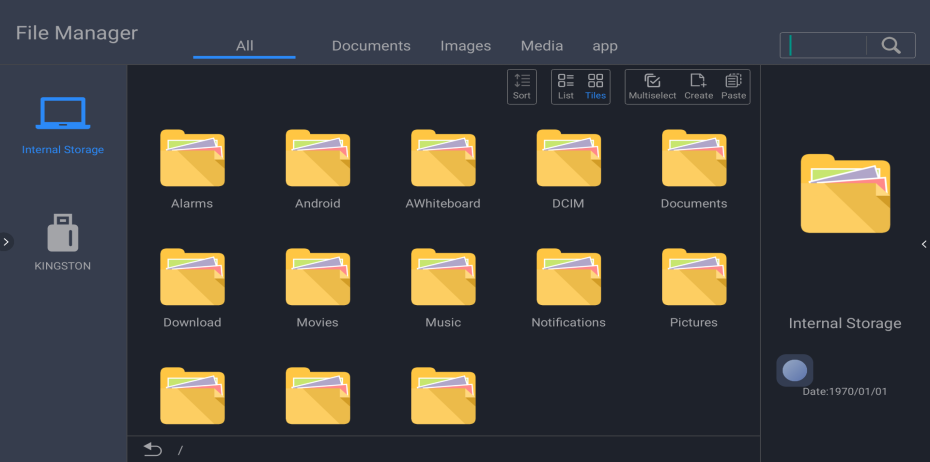 File Manager
All Documents Images Media app
Sort List Tiles Multiselect Create Paste
Internal Storage
KINGSTON
Alarms Android AWhiteboard DCIM Documents
Download Movies Music Notifications Pictures
/
Internal Storage
Date:1970/01/01